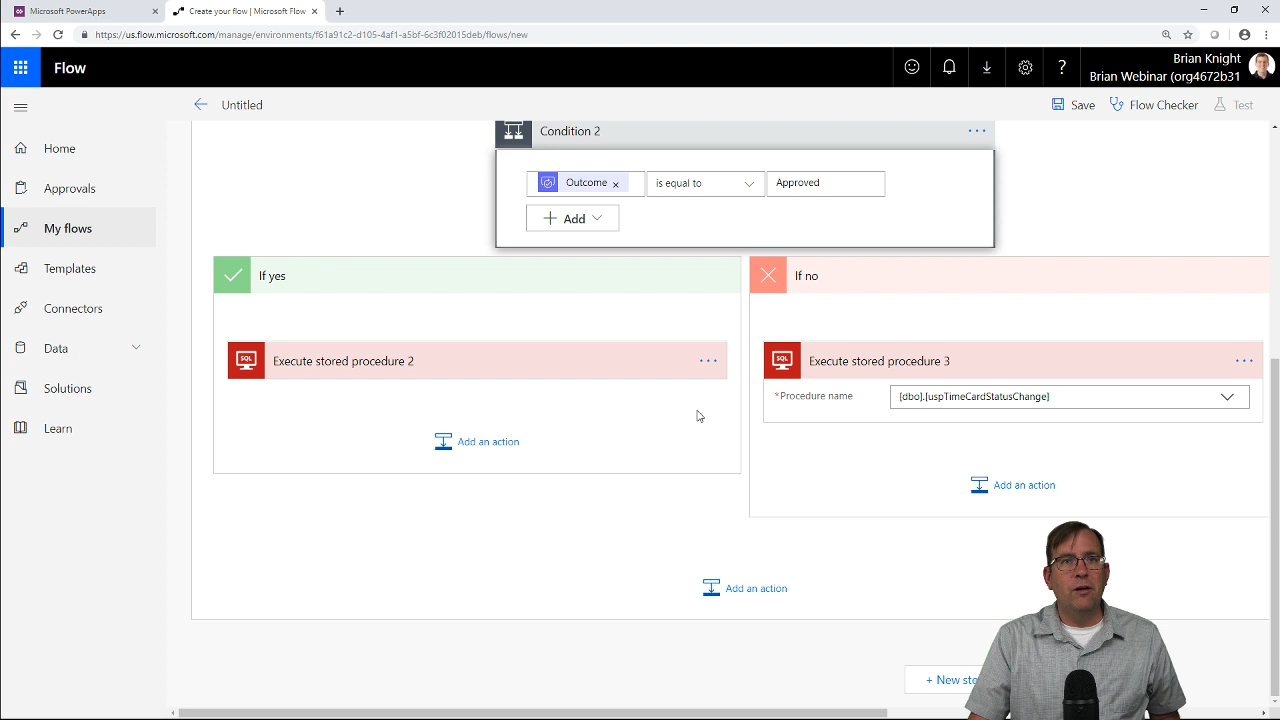 Microsoft PowerApps
Create your flow | Microsoft Flow
https://us.flow.microsoft.com/manage/environments/f61a91c2-d105-4af1-a5bf-6c3f02015deb/flows/new
Flow
Brian Knight
Brian Webinar (org4672b31
Untitled
Save
Flow Checker
Test
Home
Approvals
My flows
Templates
Connectors
Data
Solutions
Learn
Condition 2
Outcome
is equal to
Approved
Add
If yes
If no
SQL
Execute stored procedure 2
SQL
Execute stored procedure 3
*Procedure name
[dbo].[uspTimeCardStatusChange]
Add an action
Add an action
Add an action
+ New ste